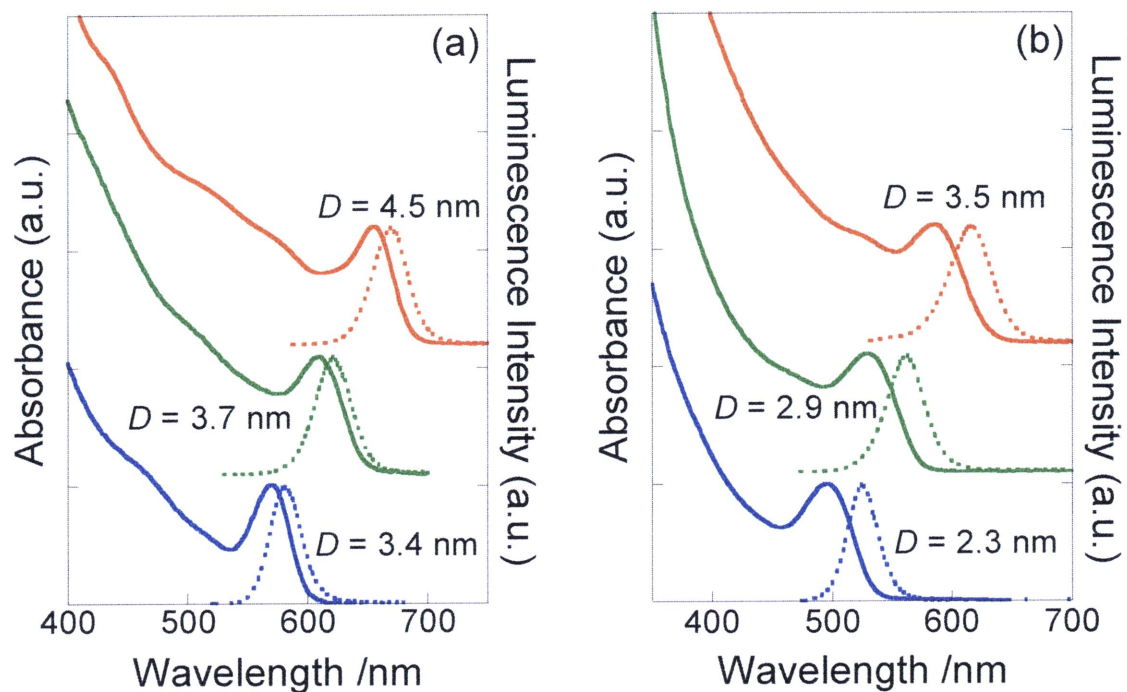 (a)
Absorbance (a.u.)
D = 4.5 nm
D = 3.7 nm
D = 3.4 nm
Luminescence Intensity (a.u.)
400 500 600 700
Wavelength /nm
(b)
Absorbance (a.u.)
D = 3.5 nm
D = 2.9 nm
D = 2.3 nm
Luminescence Intensity (a.u.)
400 500 600 700
Wavelength /nm